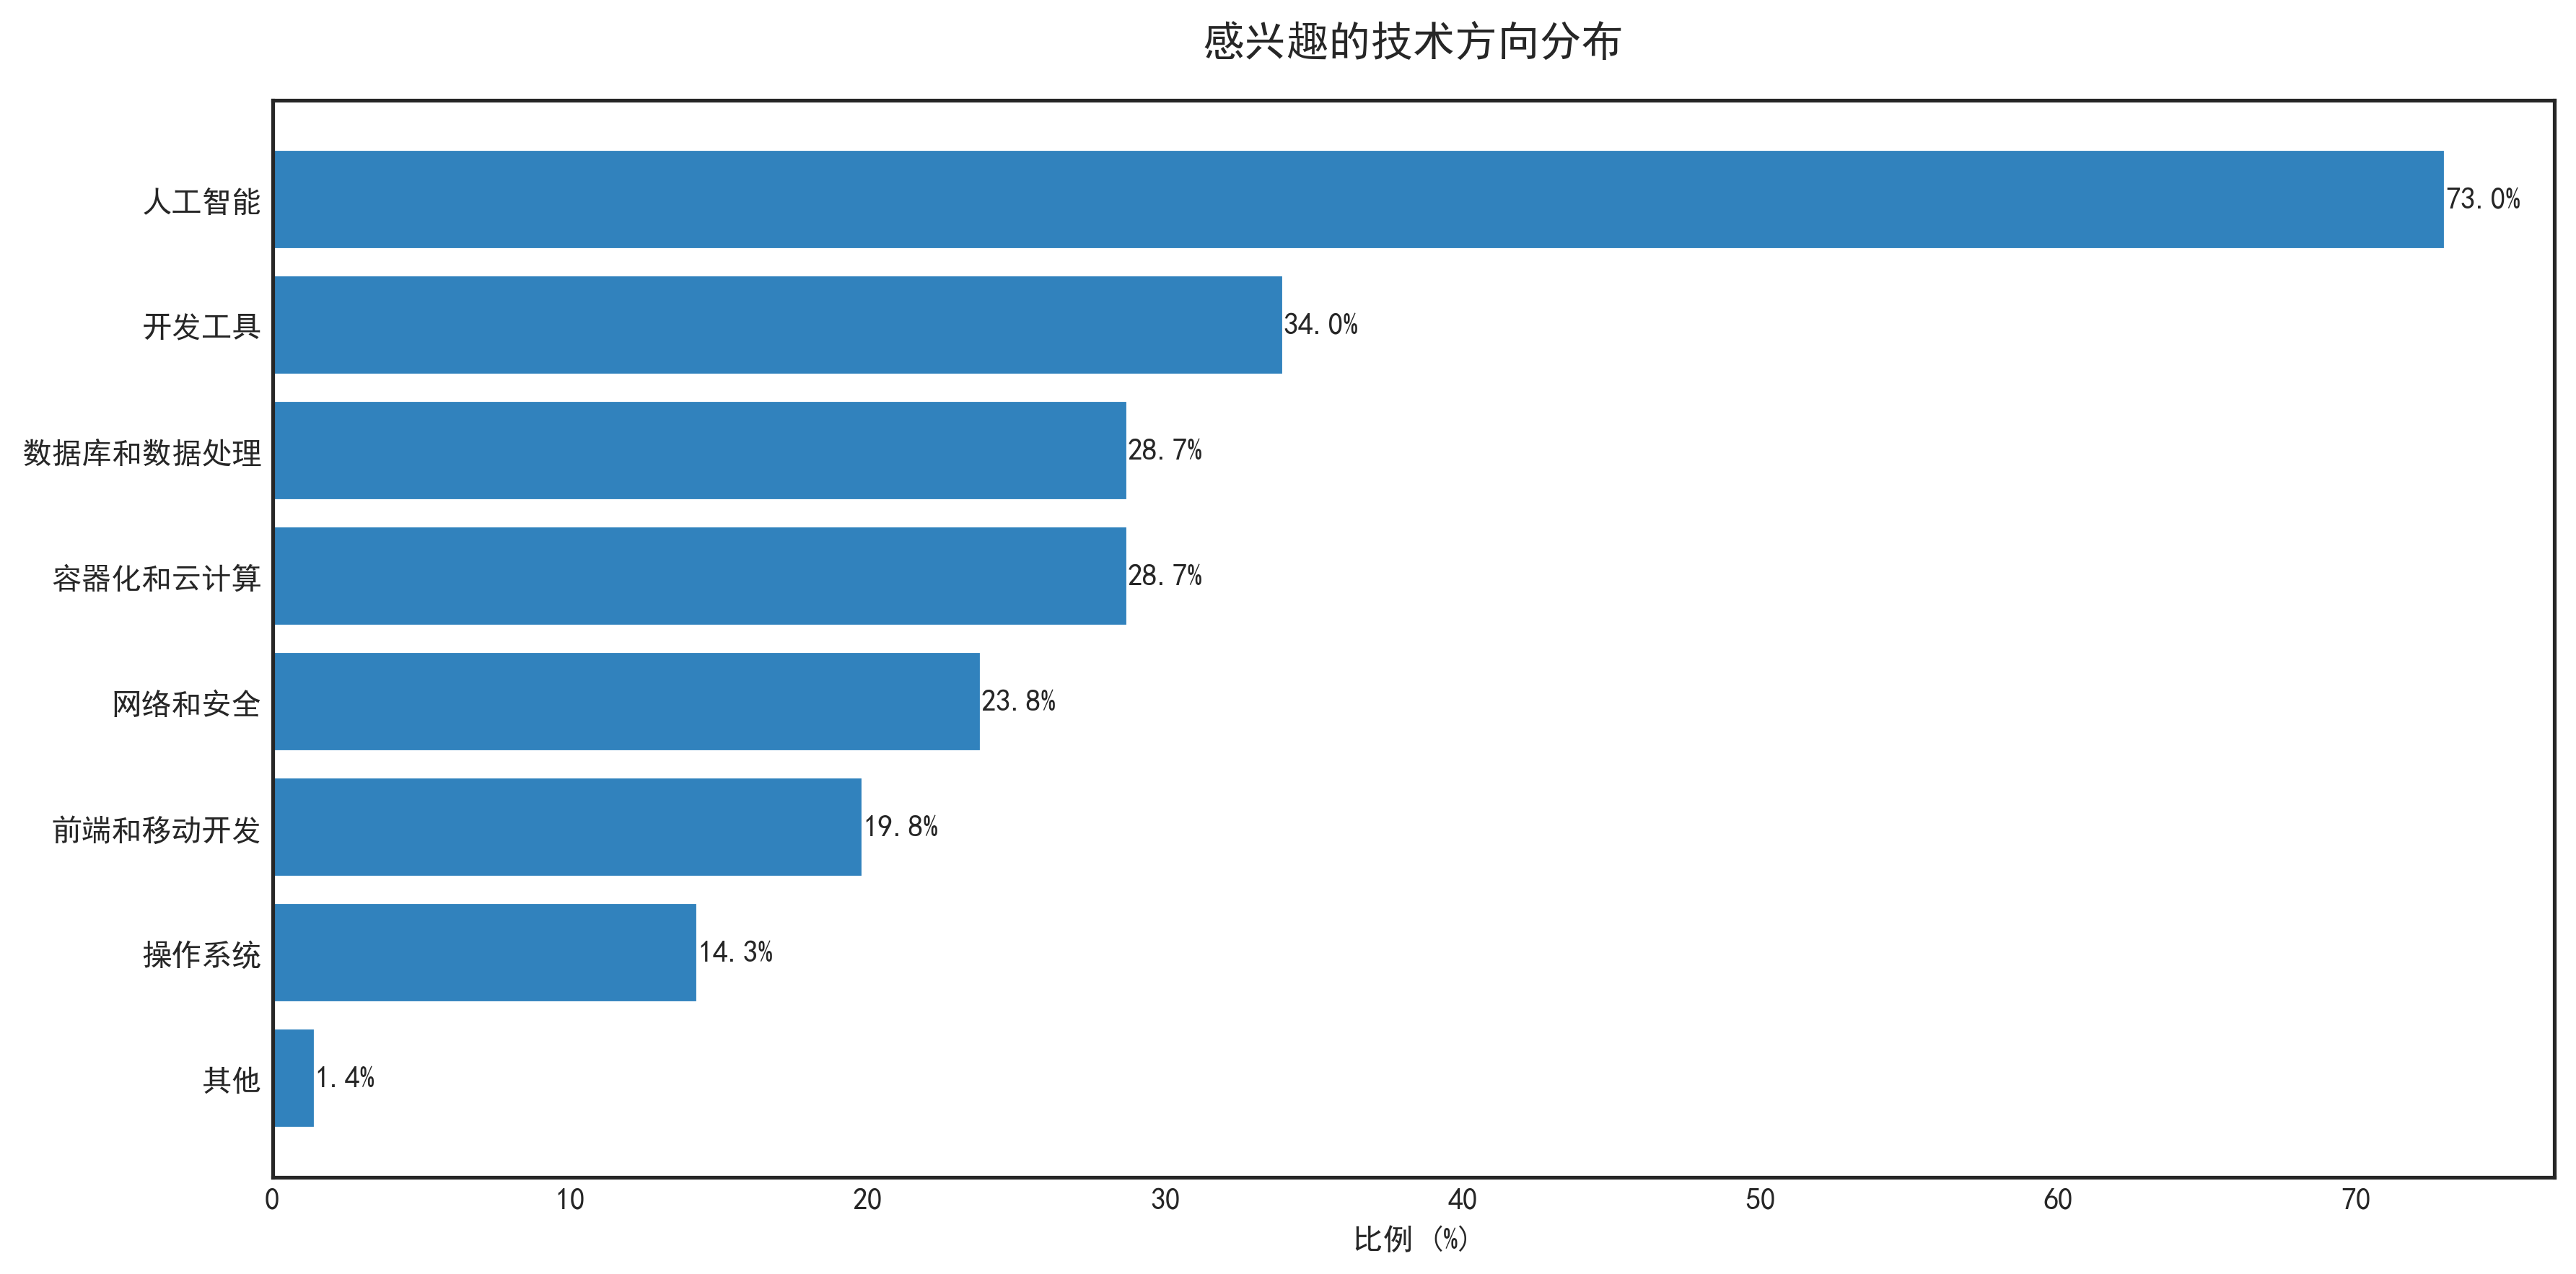 感兴趣的技术方向分布
人工智能 73.0%
开发工具 34.0%
数据库和数据处理 28.7%
容器化和云计算 28.7%
网络和安全 23.8%
前端和移动开发 19.8%
操作系统 14.3%
其他 1.4%
0 10 20 30 40 50 60 70
比例 (%)